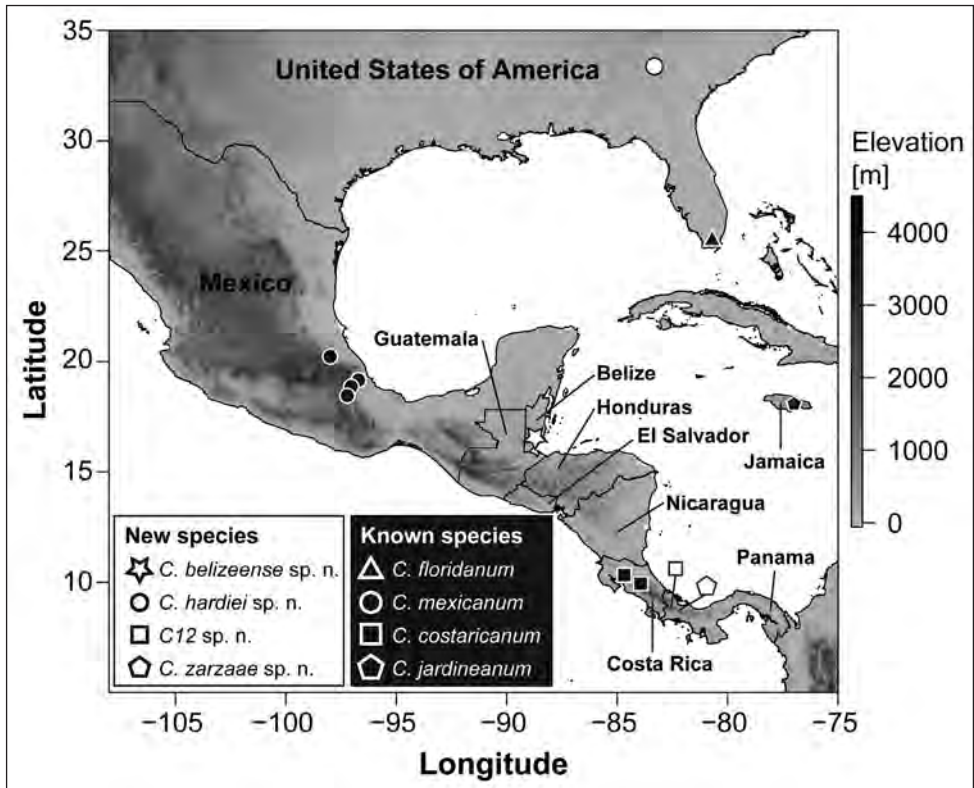 35
30
25
20
15
10
Latitude
United States of America
Mexico
Guatemala
Belize
Honduras
El Salvador
Nicaragua
Jamaica
Panama
Costa Rica
New species
C. belizeense sp. n.
C. hardiei sp. n.
C12 sp. n.
C. zarzaae sp. n.
Known species
C. floridanum
C. mexicanum
C. costaricanum
C. jardineanum
Elevation
[m]
4000
3000
2000
1000
0
−105 −100 −95 −90 −85 −80 −75
Longitude